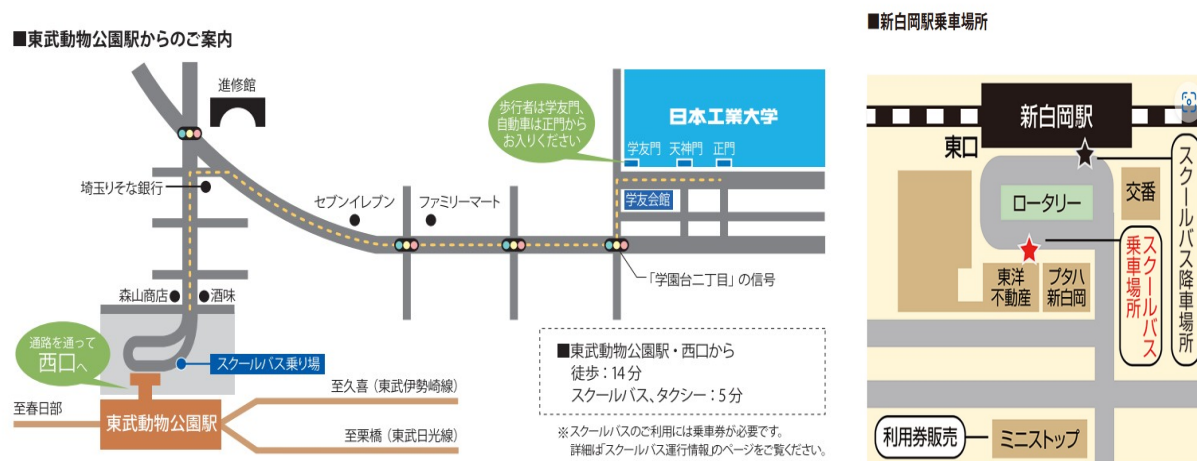 ■東武動物公園駅からのご案内
進修館
歩行者は学友門、
自動車は正門から
お入りください
日本工業大学
学友門
天神門
正門
学友会館
埼玉りそな銀行
セブンイレブン
ファミリーマート
「学園台二丁目」の信号
森山商店
酒味
通路を通って
西口へ
スクールバス乗り場
至春日部
東武動物公園駅
至久喜(東武伊勢崎線)
至栗橋(東武日光線)
■東武動物公園駅・西口から
徒歩:14分
スクールバス、タクシー:5分
※スクールバスのご利用には乗車券が必要です。
詳細は「スクールバス運行情報」のページをご覧ください。
■新白岡駅乗車場所
新白岡駅
東口
ロータリー
交番
スクールバス降車場所
スクールバス
乗車場所
東洋
不動産
プタハ
新白岡
利用券販売
ミニストップ